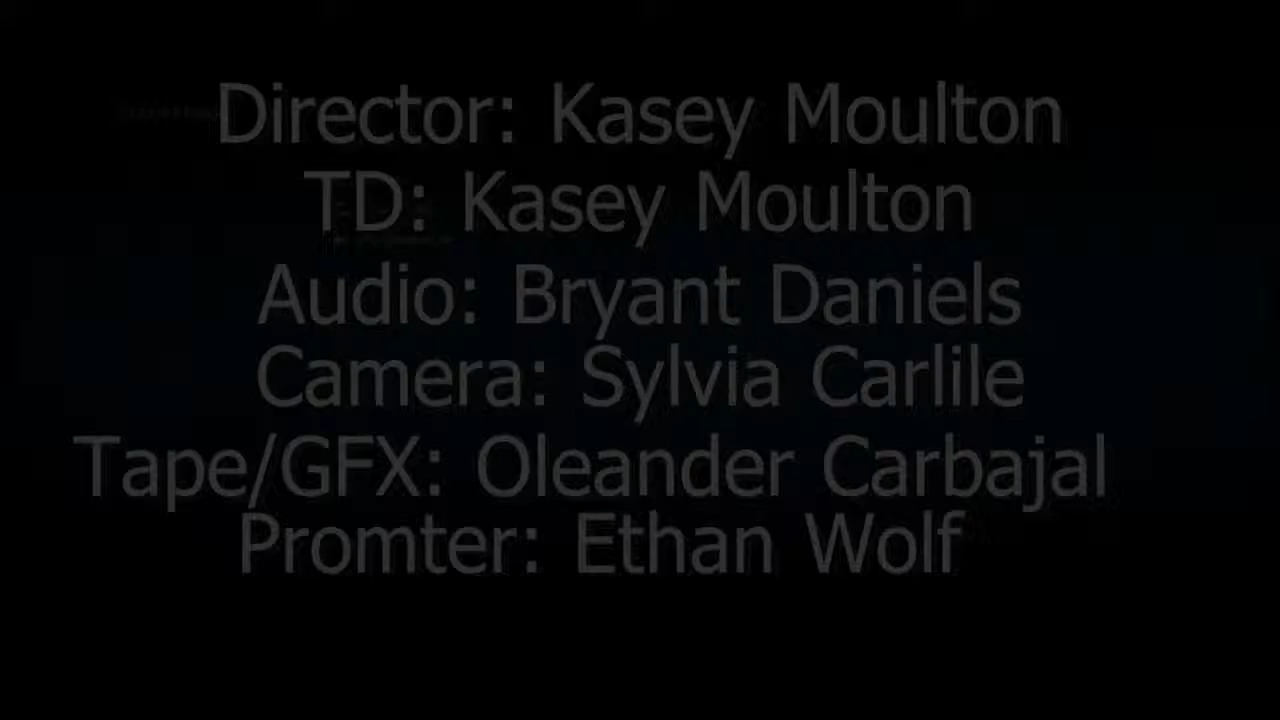 Director: Kasey Moulton
TD: Kasey Moulton
Audio: Bryant Daniels
Camera: Sylvia Carlile
Tape/GFX: Oleander Carbajal
Promter: Ethan Wolf